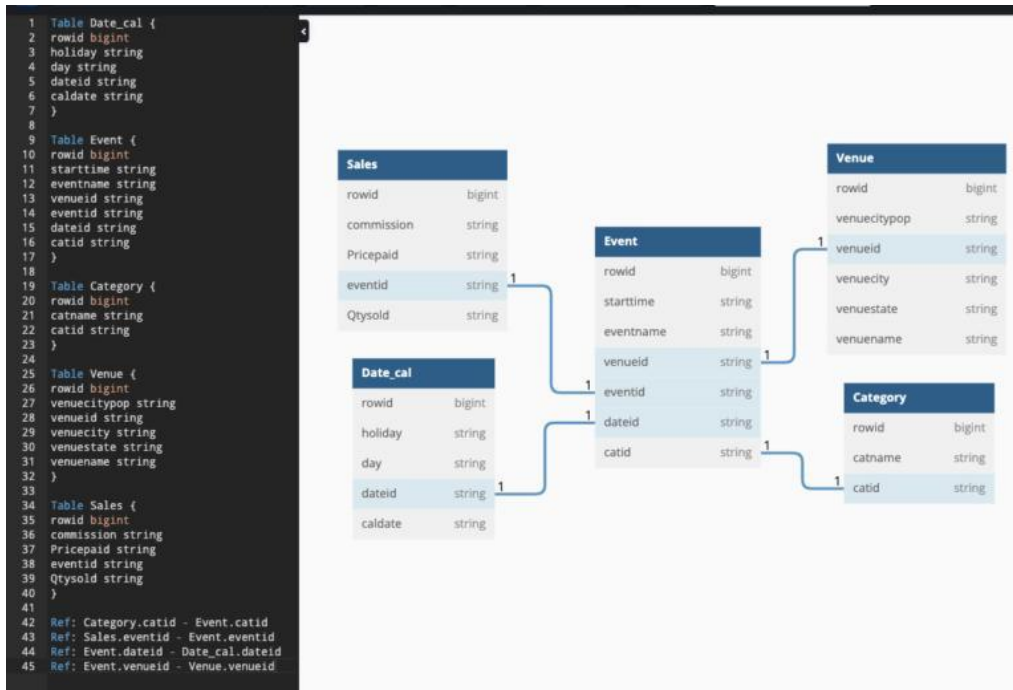 1 Table Date_cal {
2 rowid bigint
3 holiday string
4 day string
5 dateid string
6 caldate string
7 }
8
9 Table Event {
10 rowid bigint
11 starttime string
12 eventname string
13 venueid string
14 eventid string
15 dateid string
16 catid string
17 }
18
19 Table Category {
20 rowid bigint
21 catname string
22 catid string
23 }
24
25 Table Venue {
26 rowid bigint
27 venuecitypop string
28 venueid string
29 venuecity string
30 venuestate string
31 venuename string
32 }
33
34 Table Sales {
35 rowid bigint
36 commission string
37 Pricepaid string
38 eventid string
39 Qtysold string
40 }
41
42 Ref: Category.catid - Event.catid
43 Ref: Sales.eventid - Event.eventid
44 Ref: Event.dateid - Date_cal.dateid
45 Ref: Event.venueid - Venue.venueid
Sales
rowid bigint
commission string
Pricepaid string
eventid string 1
Qtysold string
Date_cal
rowid bigint
holiday string
day string
dateid string 1
caldate string
Event
rowid bigint
starttime string
eventname string
venueid string 1
1 eventid string
1 dateid string
catid string 1
Venue
rowid bigint
venuecitypop string
1 venueid string
venuecity string
venuestate string
venuename string
Category
rowid bigint
catname string
1 catid string